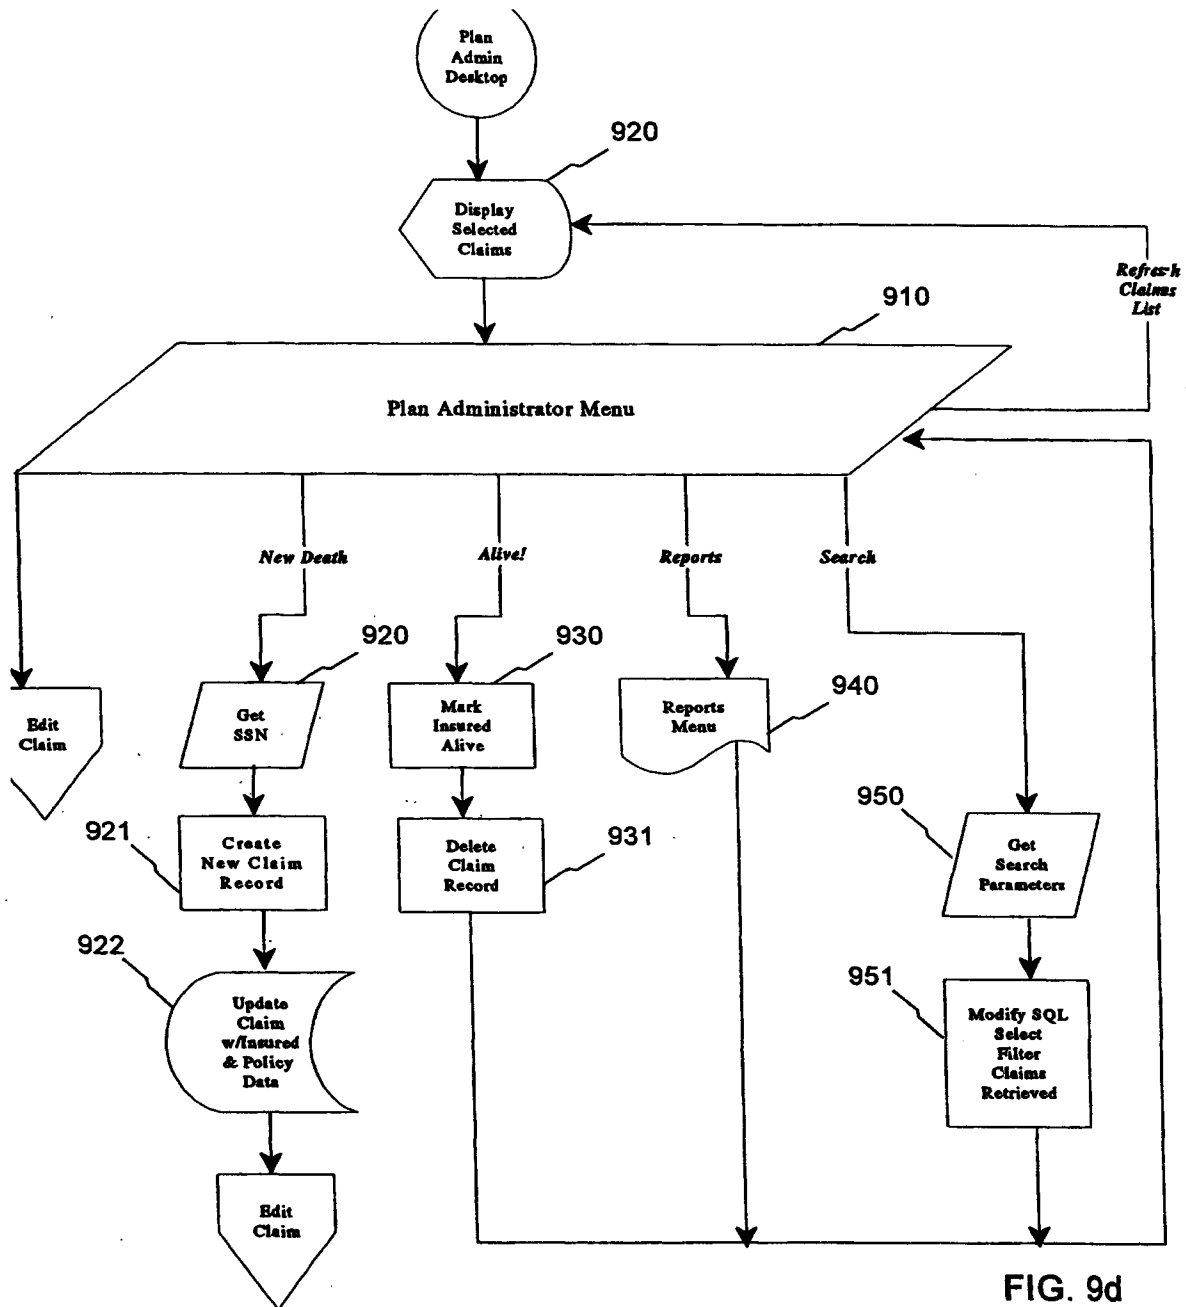 Plan
Admin
Desktop
920
Display
Selected
Claims
Refresh
Claims
List
910
Plan Administrator Menu
New Death
Alive!
Reports
Search
920
930
940
Edit
Claim
Get
SSN
Mark
Insured
Alive
Reports
Menu
950
921
Create
New Claim
Record
Delete
Claim
Record
931
Get
Search
Parameters
922
Update
Claim
w/Insured
& Policy
Data
951
Modify SQL
Select
Filter
Claims
Retrieved
Edit
Claim
FIG. 9d